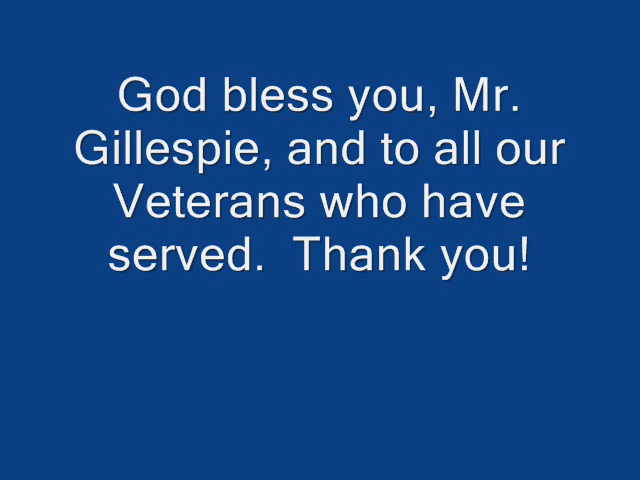 God bless you, Mr.
Gillespie, and to all our
Veterans who have
served.  Thank you!